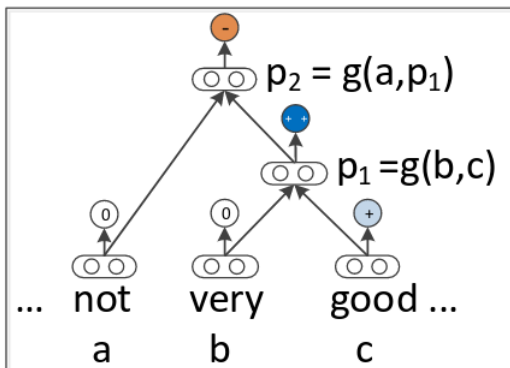 -
p₂ = g(a,p₁)
+ +
p₁ =g(b,c)
0 0 +
... not very good ...
a b c